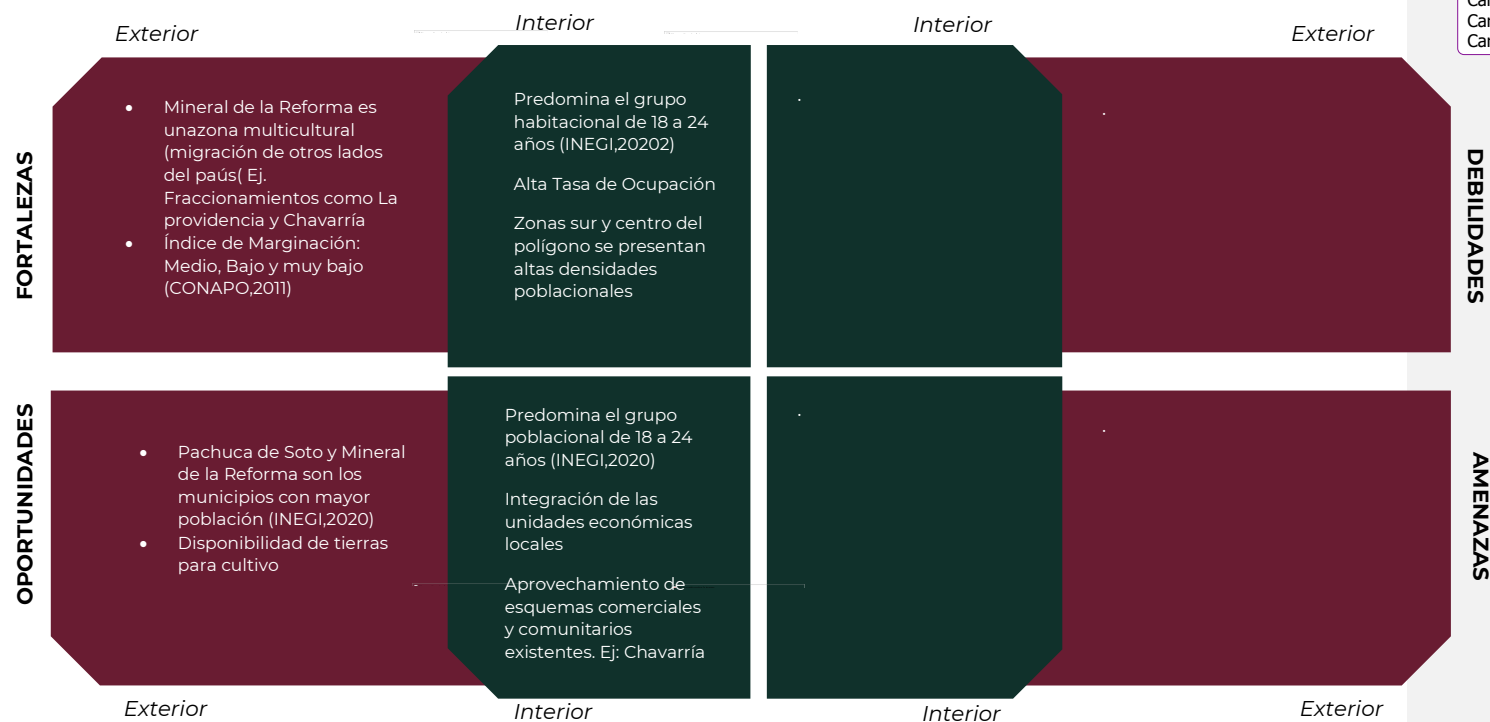 Exterior
Interior
Interior
Exterior
Car
Car
FORTALEZAS
• Mineral de la Reforma es
unazona multicultural
(migración de otros lados
del paús( Ej.
Fraccionamientos como La
providencia y Chavarría
• Índice de Marginación:
Medio, Bajo y muy bajo
(CONAPO,2011)
Predomina el grupo
habitacional de 18 a 24
años (INEGI,20202)
Alta Tasa de Ocupación
Zonas sur y centro del
polígono se presentan
altas densidades
poblacionales
DEBILIDADES
OPORTUNIDADES
• Pachuca de Soto y Mineral
de la Reforma son los
municipios con mayor
población (INEGI,2020)
• Disponibilidad de tierras
para cultivo
Predomina el grupo
poblacional de 18 a 24
años (INEGI,2020)
Integración de las
unidades económicas
locales
Aprovechamiento de
esquemas comerciales
y comunitarios
existentes. Ej: Chavarría
AMENAZAS
Exterior
Interior
Interior
Exterior